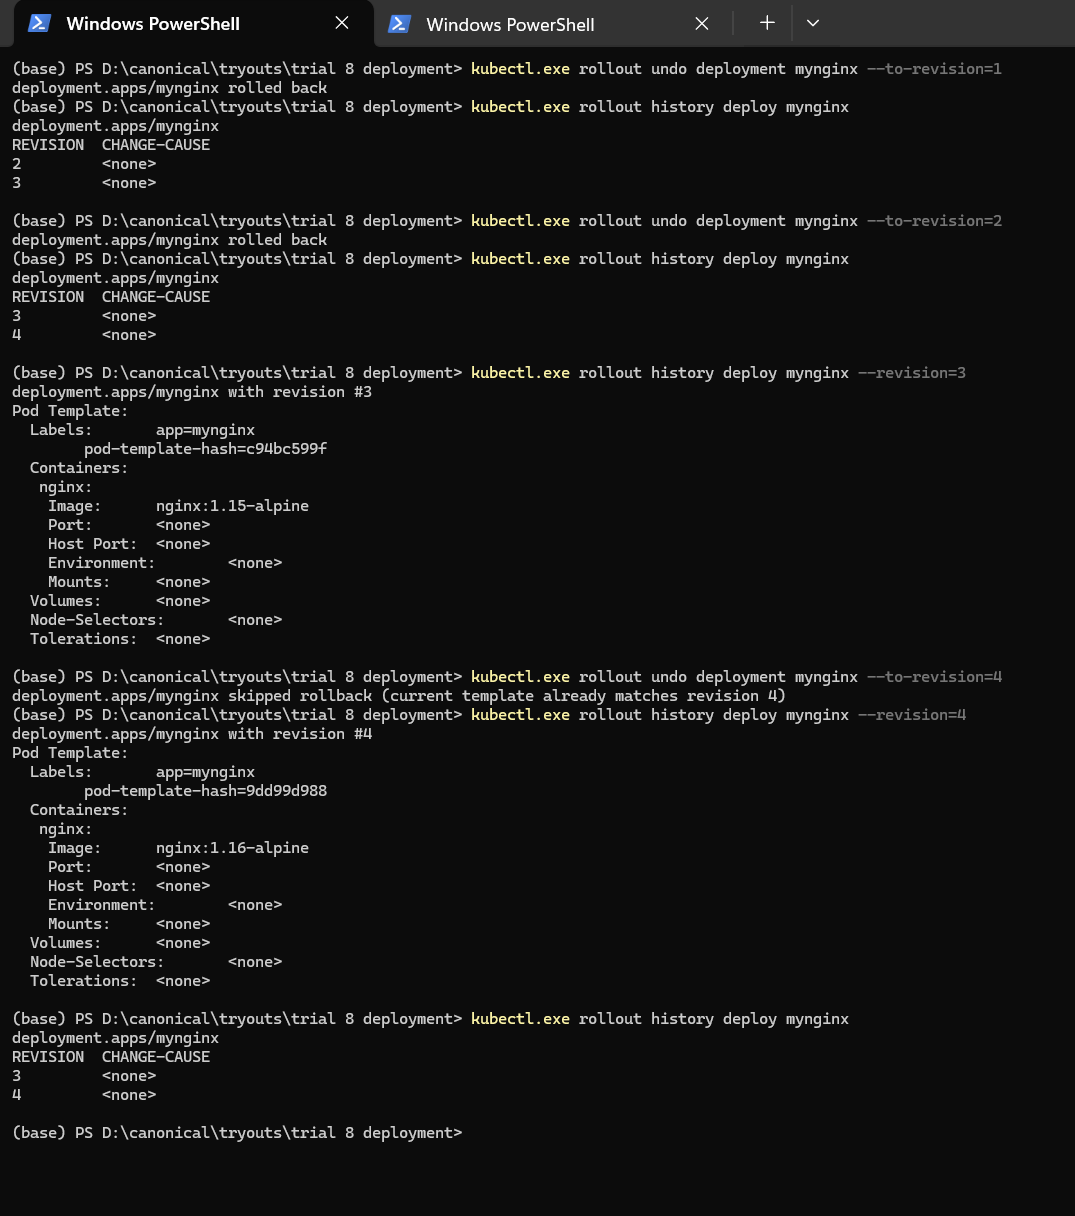 Windows PowerShell
Windows PowerShell
(base) PS D:\canonical\tryouts\trial 8 deployment> kubectl.exe rollout undo deployment mynginx --to-revision=1
deployment.apps/mynginx rolled back
(base) PS D:\canonical\tryouts\trial 8 deployment> kubectl.exe rollout history deploy mynginx
deployment.apps/mynginx
REVISION  CHANGE-CAUSE
2         <none>
3         <none>
(base) PS D:\canonical\tryouts\trial 8 deployment> kubectl.exe rollout undo deployment mynginx --to-revision=2
deployment.apps/mynginx rolled back
(base) PS D:\canonical\tryouts\trial 8 deployment> kubectl.exe rollout history deploy mynginx
deployment.apps/mynginx
REVISION  CHANGE-CAUSE
3         <none>
4         <none>
(base) PS D:\canonical\tryouts\trial 8 deployment> kubectl.exe rollout history deploy mynginx --revision=3
deployment.apps/mynginx with revision #3
Pod Template:
  Labels:       app=mynginx
        pod-template-hash=c94bc599f
  Containers:
   nginx:
    Image:      nginx:1.15-alpine
    Port:       <none>
    Host Port:  <none>
    Environment:        <none>
    Mounts:     <none>
  Volumes:      <none>
  Node-Selectors:       <none>
  Tolerations:  <none>
(base) PS D:\canonical\tryouts\trial 8 deployment> kubectl.exe rollout undo deployment mynginx --to-revision=4
deployment.apps/mynginx skipped rollback (current template already matches revision 4)
(base) PS D:\canonical\tryouts\trial 8 deployment> kubectl.exe rollout history deploy mynginx --revision=4
deployment.apps/mynginx with revision #4
Pod Template:
  Labels:       app=mynginx
        pod-template-hash=9dd99d988
  Containers:
   nginx:
    Image:      nginx:1.16-alpine
    Port:       <none>
    Host Port:  <none>
    Environment:        <none>
    Mounts:     <none>
  Volumes:      <none>
  Node-Selectors:       <none>
  Tolerations:  <none>
(base) PS D:\canonical\tryouts\trial 8 deployment> kubectl.exe rollout history deploy mynginx
deployment.apps/mynginx
REVISION  CHANGE-CAUSE
3         <none>
4         <none>
(base) PS D:\canonical\tryouts\trial 8 deployment>